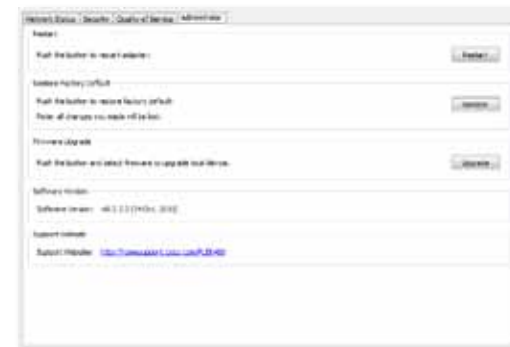 Network Status Security Quality of Service Administrator
Restart
Push the button to restart adapter.
Restart
Restore Factory Default
Push the button to restore factory default.
Note: all changes you made will be lost.
Restore
Firmware Upgrade
Push the button and select firmware to upgrade local device.
Upgrade
Software Version
Software Version:
Support Website
Support Website: